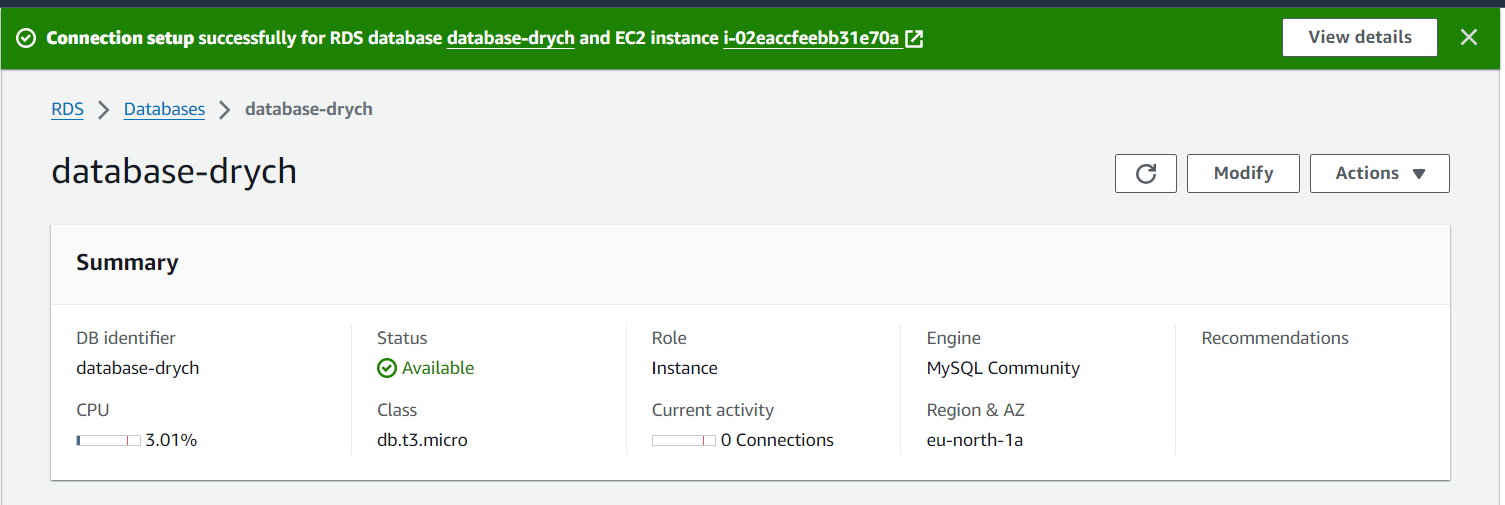 Connection setup successfully for RDS database database-drych and EC2 instance i-02eaccfeebb31e70a
View details
RDS
Databases
database-drych
database-drych
Modify
Actions
Summary
DB identifier
database-drych
Status
Available
Role
Instance
Engine
MySQL Community
Recommendations
CPU
3.01%
Class
db.t3.micro
Current activity
0 Connections
Region & AZ
eu-north-1a